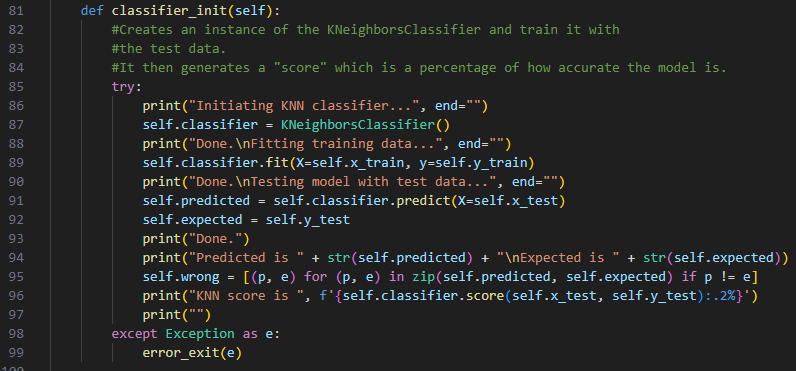 81 def classifier_init(self):
82 #Creates an instance of the KNeighborsClassifier and train it with
83 #the test data.
84 #It then generates a "score" which is a percentage of how accurate the model is.
85 try:
86 print("Initiating KNN classifier...", end="")
87 self.classifier = KNeighborsClassifier()
88 print("Done.\nFitting training data...", end="")
89 self.classifier.fit(X=self.x_train, y=self.y_train)
90 print("Done.\nTesting model with test data...", end="")
91 self.predicted = self.classifier.predict(X=self.x_test)
92 self.expected = self.y_test
93 print("Done.")
94 print("Predicted is " + str(self.predicted) + "\nExpected is " + str(self.expected))
95 self.wrong = [(p, e) for (p, e) in zip(self.predicted, self.expected) if p != e]
96 print("KNN score is ", f'{self.classifier.score(self.x_test, self.y_test):.2%}')
97 print("")
98 except Exception as e:
99 error_exit(e)